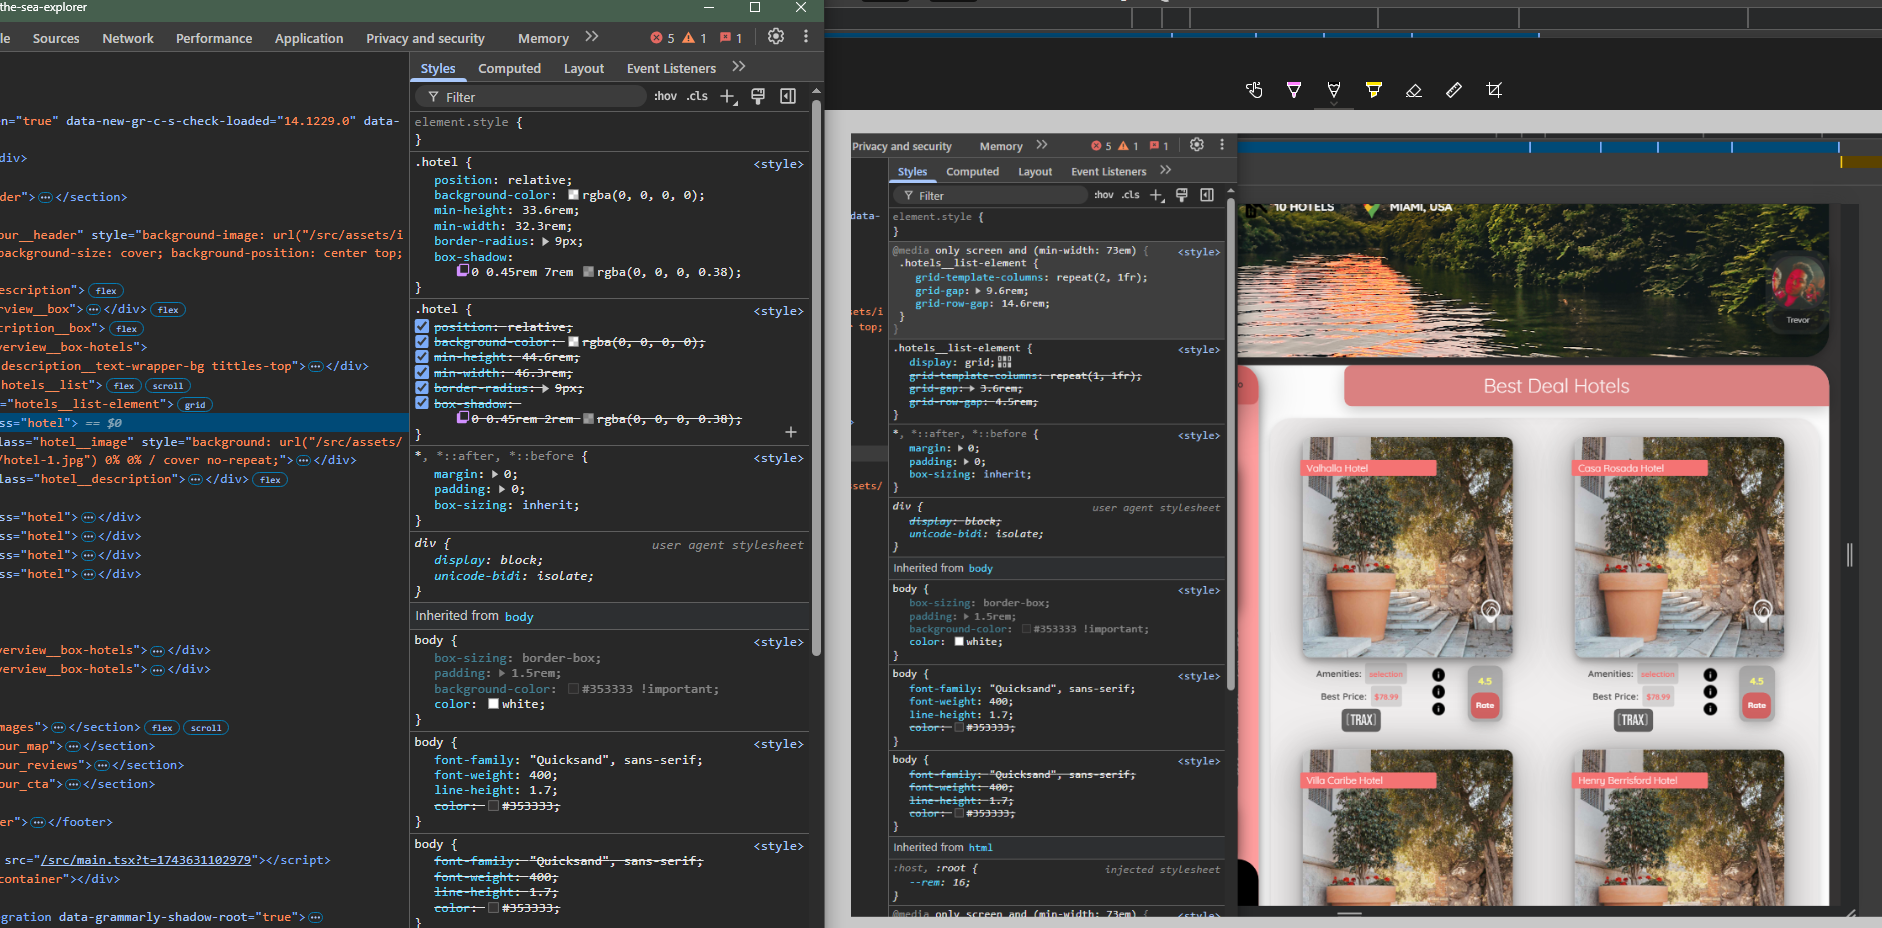 the-sea-explorer
le Sources Network Performance Application Privacy and security Memory 5 1 1
Styles Computed Layout Event Listeners
Filter :hov .cls
en="true" data-new-gr-c-s-check-loaded="14.1229.0" data-
div>
der"> </section>
our__header" style="background-image: url("/src/assets/i
background-size: cover; background-position: center top;
description"> flex
rview__box"> </div> flex
cription__box"> flex
verview__box-hotels">
description__text-wrapper-bg tittles-top"> </div>
hotels__list"> flex scroll
="hotels__list-element"> grid
ss="hotel"> == $0
lass="hotel__image" style="background: url("/src/assets/
/hotel-1.jpg") 0% 0% / cover no-repeat;"> </div>
lass="hotel__description"> </div> flex
ss="hotel"> </div>
ss="hotel"> </div>
ss="hotel"> </div>
ss="hotel"> </div>
verview__box-hotels"> </div>
verview__box-hotels"> </div>
mages"> </section> flex scroll
our_map"> </section>
our_reviews"> </section>
our_cta"> </section>
er"> </footer>
src="/src/main.tsx?t=1743631102979"></script>
container"></div>
gration data-grammarly-shadow-root="true">
element.style {
}
.hotel { <style>
position: relative;
background-color: rgba(0, 0, 0, 0);
min-height: 33.6rem;
min-width: 32.3rem;
border-radius: 9px;
box-shadow:
0 0.45rem 7rem rgba(0, 0, 0, 0.38);
}
.hotel { <style>
position: relative;
background-color: rgba(0, 0, 0, 0);
min-height: 44.6rem;
min-width: 46.3rem;
border-radius: 9px;
box-shadow:
0 0.45rem 2rem rgba(0, 0, 0, 0.38);
}
*, *::after, *::before { <style>
margin: 0;
padding: 0;
box-sizing: inherit;
}
div { user agent stylesheet
display: block;
unicode-bidi: isolate;
}
Inherited from body
body { <style>
box-sizing: border-box;
padding: 1.5rem;
background-color: #353333 !important;
color: white;
}
body { <style>
font-family: "Quicksand", sans-serif;
font-weight: 400;
line-height: 1.7;
color: #353333;
}
body { <style>
font-family: "Quicksand", sans-serif;
font-weight: 400;
line-height: 1.7;
color: #353333;
}
Privacy and security Memory 5 1 1
Styles Computed Layout Event Listeners
Filter :hov .cls
data-
sets/i
top;
>
sets/
element.style {
}
@media only screen and (min-width: 73em) { <style>
.hotels__list-element {
grid-template-columns: repeat(2, 1fr);
grid-gap: 9.6rem;
grid-row-gap: 14.6rem;
}
}
.hotels__list-element { <style>
display: grid;
grid-template-columns: repeat(1, 1fr);
grid-gap: 3.6rem;
grid-row-gap: 4.5rem;
}
*, *::after, *::before { <style>
margin: 0;
padding: 0;
box-sizing: inherit;
}
div { user agent stylesheet
display: block;
unicode-bidi: isolate;
}
Inherited from body
body { <style>
box-sizing: border-box;
padding: 1.5rem;
background-color: #353333 !important;
color: white;
}
body { <style>
font-family: "Quicksand", sans-serif;
font-weight: 400;
line-height: 1.7;
color: #353333;
}
body { <style>
font-family: "Quicksand", sans-serif;
font-weight: 400;
line-height: 1.7;
color: #353333;
}
Inherited from html
:host, :root { injected stylesheet
--rem: 16;
}
@media only screen and (min-width: 73em) { <style>
10 HOTELS MIAMI, USA
Trevor
Best Deal Hotels
Valhalla Hotel
Casa Rosada Hotel
Amenities: selection 4.5
Best Price: $78.99 Rate
[TRAX]
Amenities: selection 4.5
Best Price: $78.99 Rate
[TRAX]
Villa Caribe Hotel
Henry Berrisford Hotel